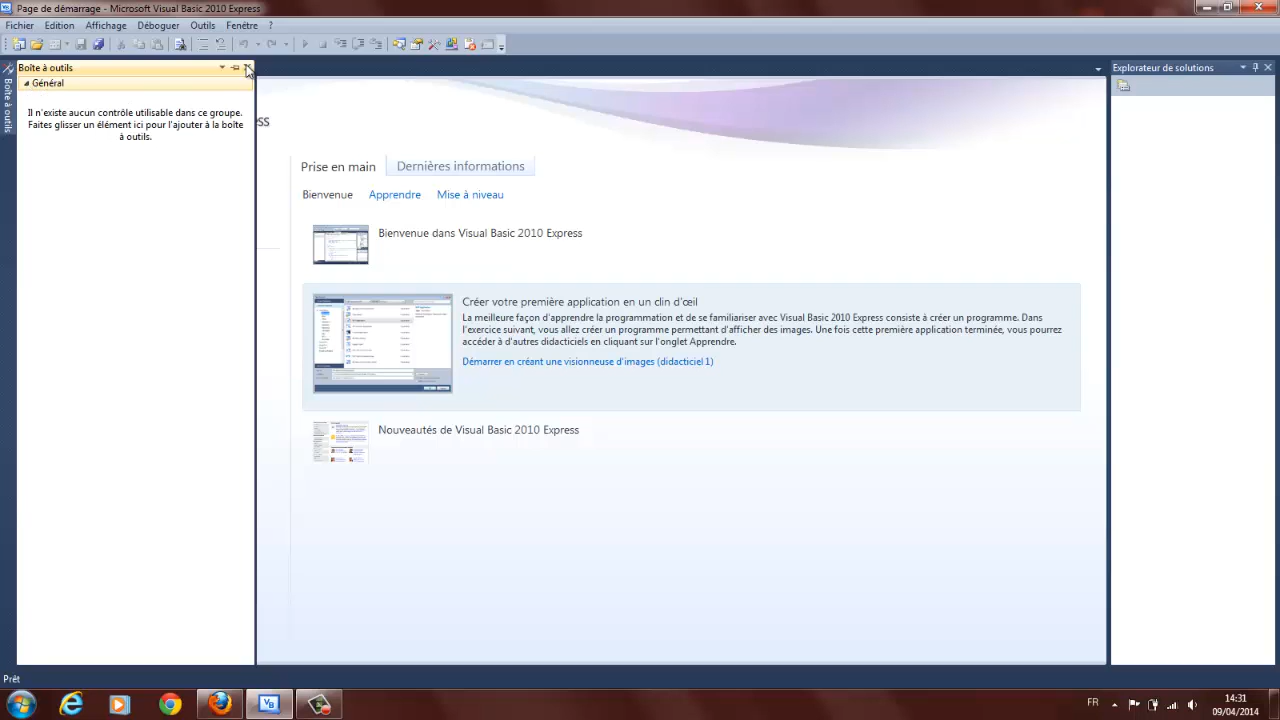 Page de démarrage - Microsoft Visual Basic 2010 Express
Fichier Edition Affichage Déboguer Outils Fenêtre ?
Boîte à outils
Boîte à outils
Général
Il n'existe aucun contrôle utilisable dans ce groupe.
Faites glisser un élément ici pour l'ajouter à la boîte
à outils.
ess
Prise en main Dernières informations
Bienvenue Apprendre Mise à niveau
Bienvenue dans Visual Basic 2010 Express
Créer votre première application en un clin d'œil
La meilleure façon d'apprendre la programmation et de se familiariser avec Visual Basic 2010 Express consiste à créer un programme. Dans
l'exercice suivant, vous allez créer un programme permettant d'afficher des images. Une fois cette première application terminée, vous pourrez
accéder à d'autres didacticiels en cliquant sur l'onglet Apprendre.
Démarrer en créant une visionneuse d'images (didacticiel 1)
Nouveautés de Visual Basic 2010 Express
Explorateur de solutions
Prêt
FR
14:31
09/04/2014